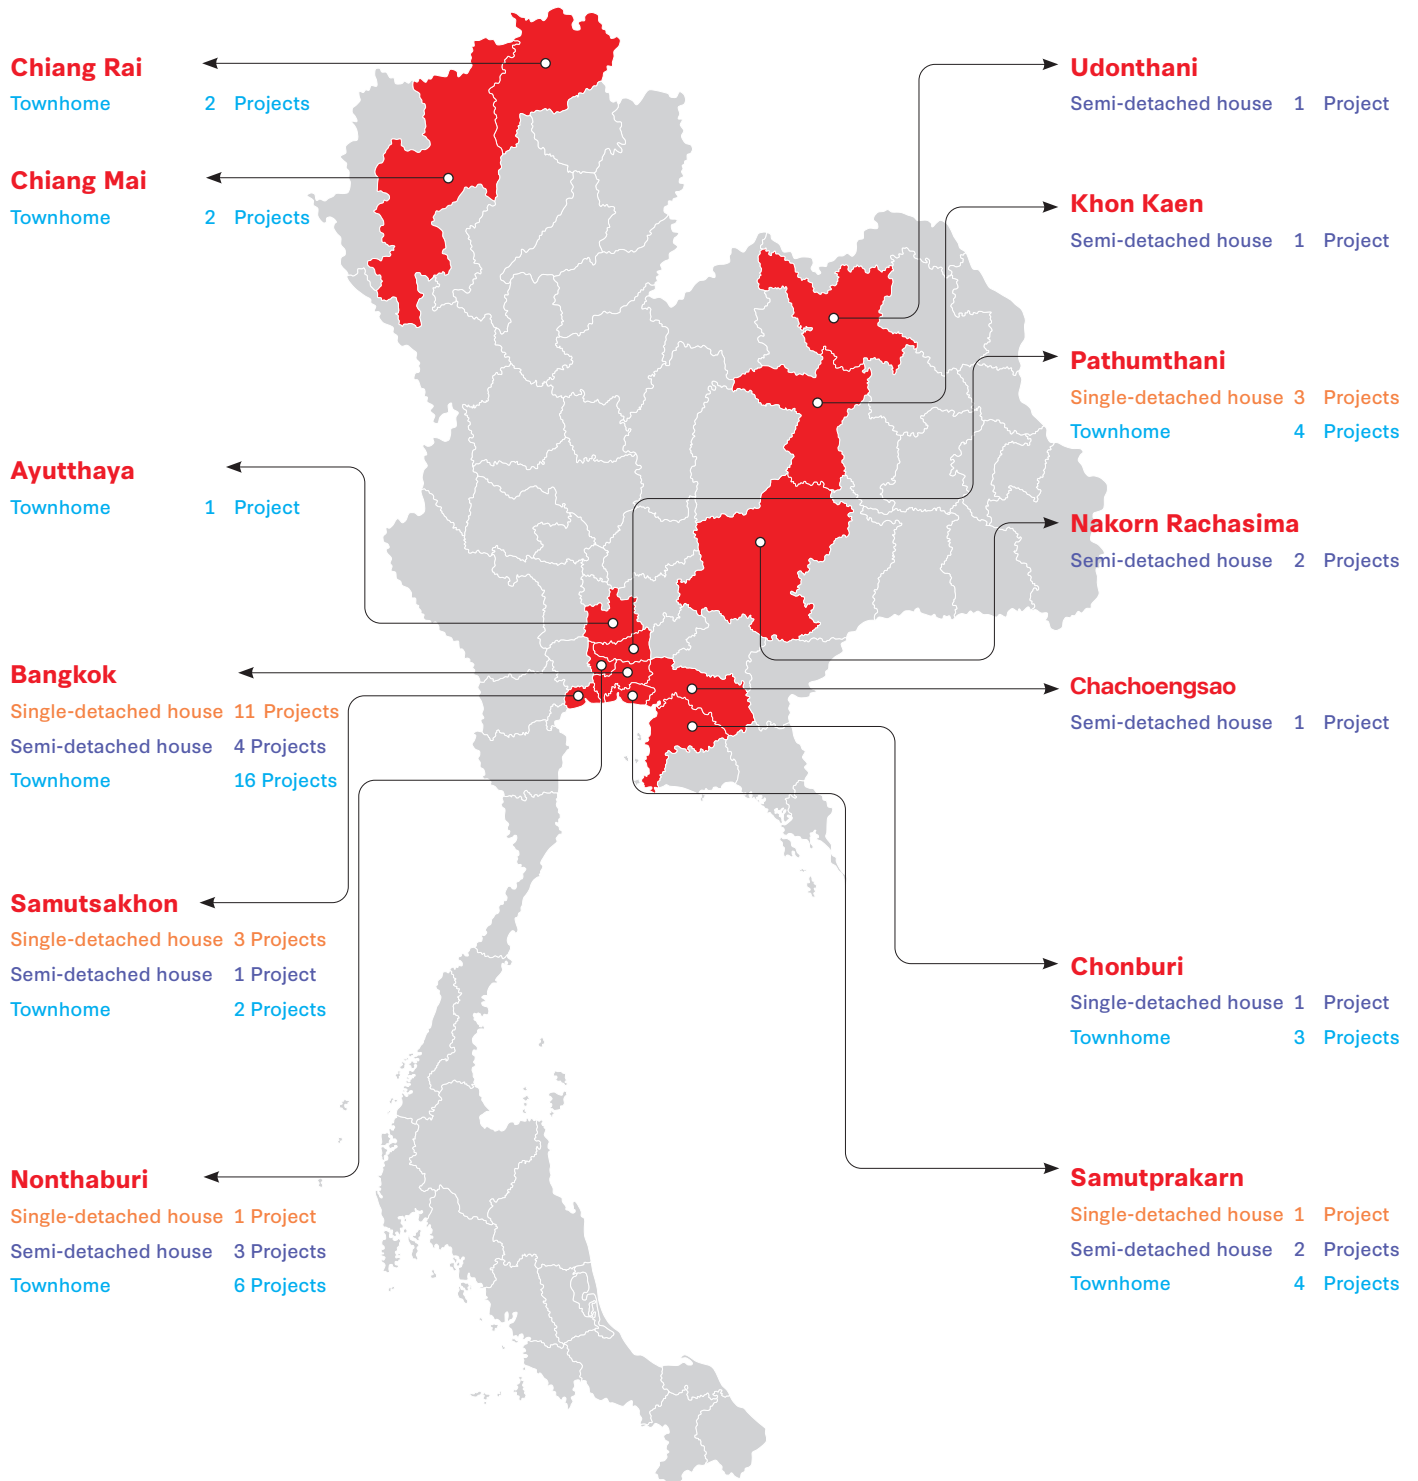 Chiang Rai
Townhome 2 Projects
Chiang Mai
Townhome 2 Projects
Ayutthaya
Townhome 1 Project
Bangkok
Single-detached house 11 Projects
Semi-detached house 4 Projects
Townhome 16 Projects
Samutsakhon
Single-detached house 3 Projects
Semi-detached house 1 Project
Townhome 2 Projects
Nonthaburi
Single-detached house 1 Project
Semi-detached house 3 Projects
Townhome 6 Projects
Udonthani
Semi-detached house 1 Project
Khon Kaen
Semi-detached house 1 Project
Pathumthani
Single-detached house 3 Projects
Townhome 4 Projects
Nakorn Rachasima
Semi-detached house 2 Projects
Chachoengsao
Semi-detached house 1 Project
Chonburi
Single-detached house 1 Project
Townhome 3 Projects
Samutprakarn
Single-detached house 1 Project
Semi-detached house 2 Projects
Townhome 4 Projects